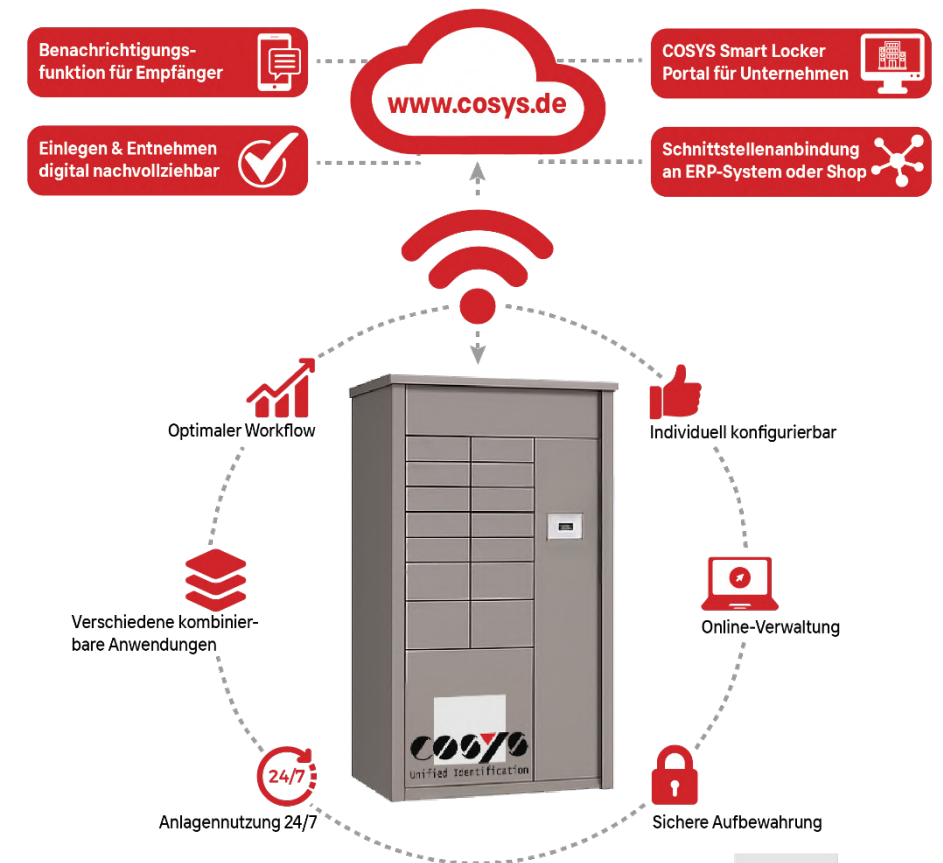 Benachrichtigungs-
funktion für Empfänger
COSYS Smart Locker
Portal für Unternehmen
www.cosys.de
Einlegen & Entnehmen
digital nachvollziehbar
Schnittstellenanbindung
an ERP-System oder Shop
Optimaler Workflow
Individuell konfigurierbar
Verschiedene kombinier-
bare Anwendungen
Online-Verwaltung
COSYS
Unified Identification
24/7
Anlagennutzung 24/7
Sichere Aufbewahrung